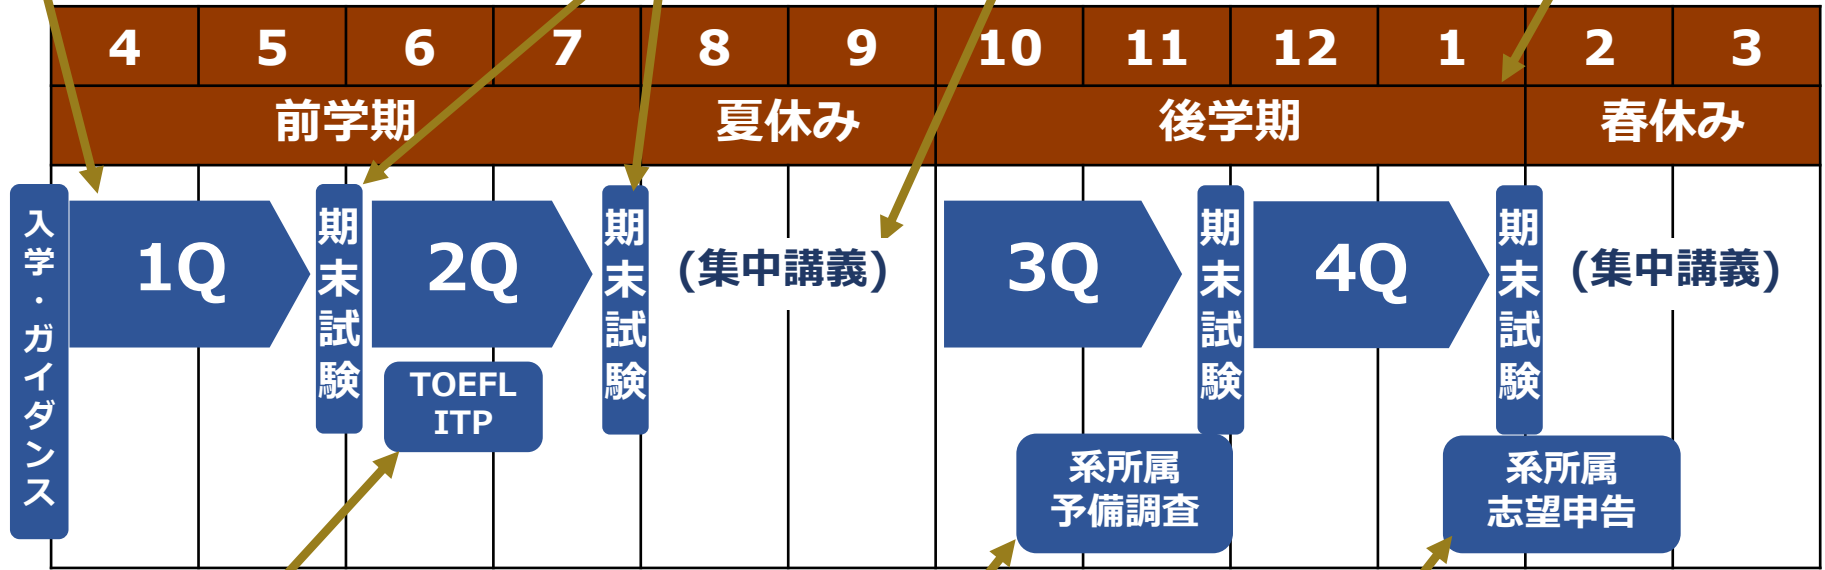 4 5 6 7 8 9 10 11 12 1 2 3
前学期 夏休み 後学期 春休み
入学・ガイダンス
1Q
期末試験
2Q
期末試験
(集中講義)
3Q
期末試験
4Q
期末試験
(集中講義)
TOEFL
ITP
系所属
予備調査
系所属
志望申告